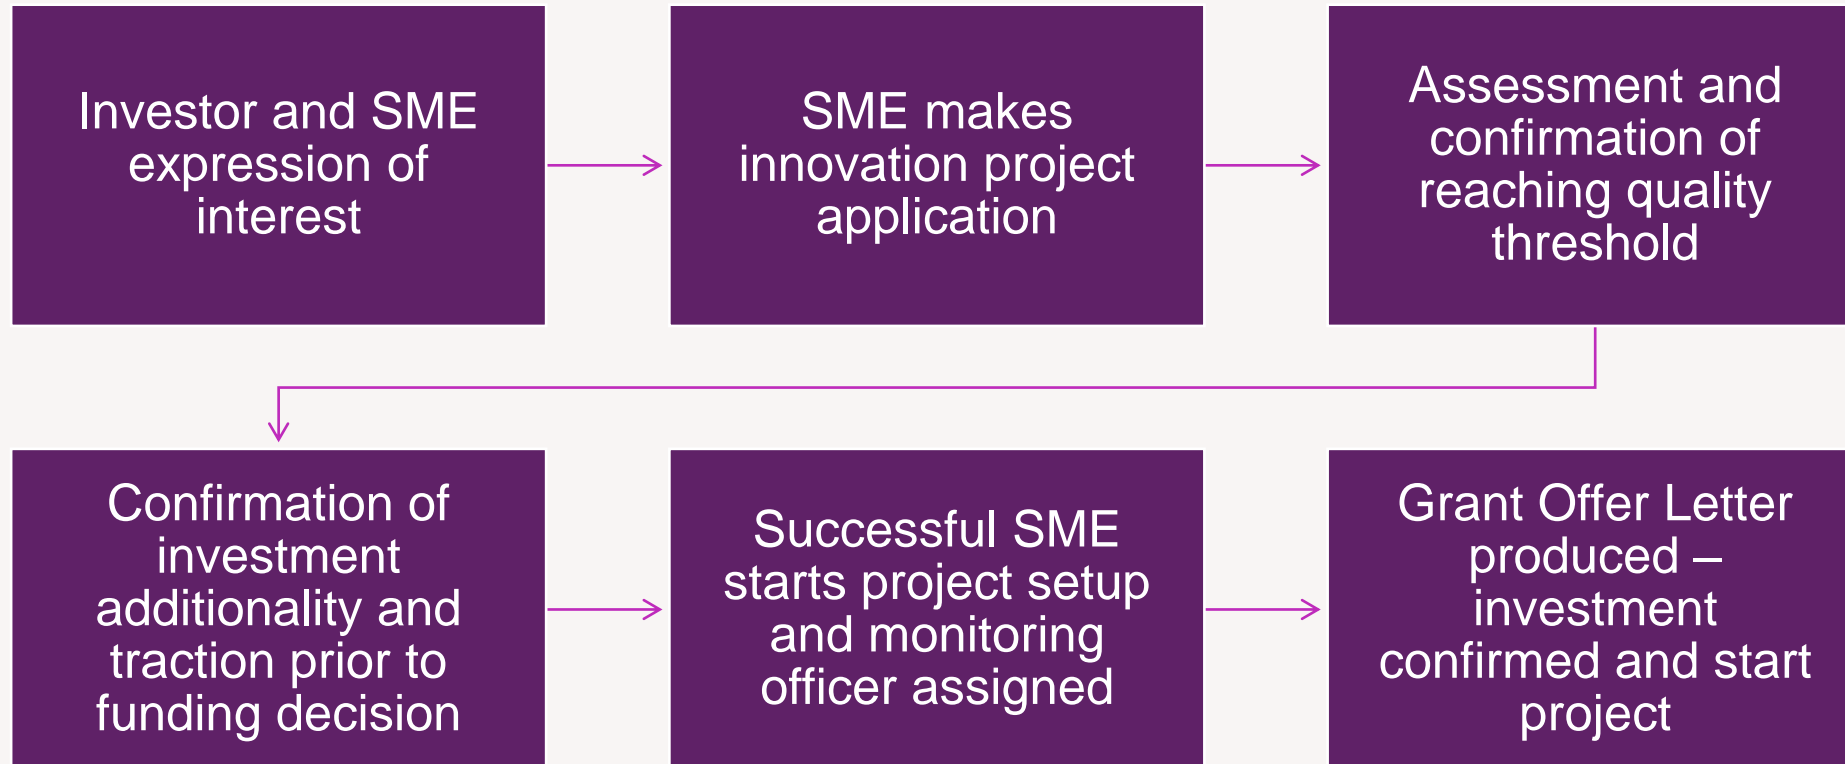 Investor and SME
expression of
interest
SME makes
innovation project
application
Assessment and
confirmation of
reaching quality
threshold
Confirmation of
investment
additionality and
traction prior to
funding decision
Successful SME
starts project setup
and monitoring
officer assigned
Grant Offer Letter
produced –
investment
confirmed and start
project